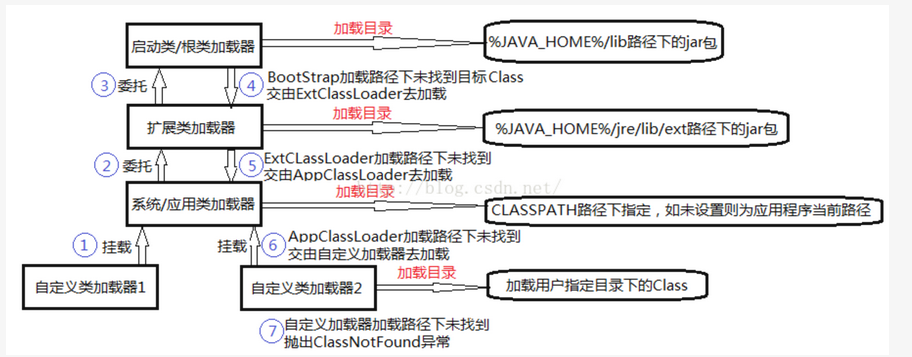 加载目录
启动类/根类加载器
%JAVA_HOME%/lib路径下的jar包
③ 委托
④ BootStrap加载路径下未找到目标Class
交由ExtClassLoader去加载
加载目录
扩展类加载器
%JAVA_HOME%/jre/lib/ext路径下的jar包
② 委托
⑤ ExtCLassLoader加载路径下未找到
交由AppClassLoader去加载
blog.csdn.net/
加载目录
系统/应用类加载器
CLASSPATH路径下指定，如未设置则为应用程序当前路径
① 挂载
挂载 ⑥ AppClassLoader加载路径下未找到
交由自定义加载器去加载
加载目录
自定义类加载器1
自定义类加载器2
加载用户指定目录下的Class
⑦ 自定义加载器加载路径下未找到
抛出ClassNotFound异常